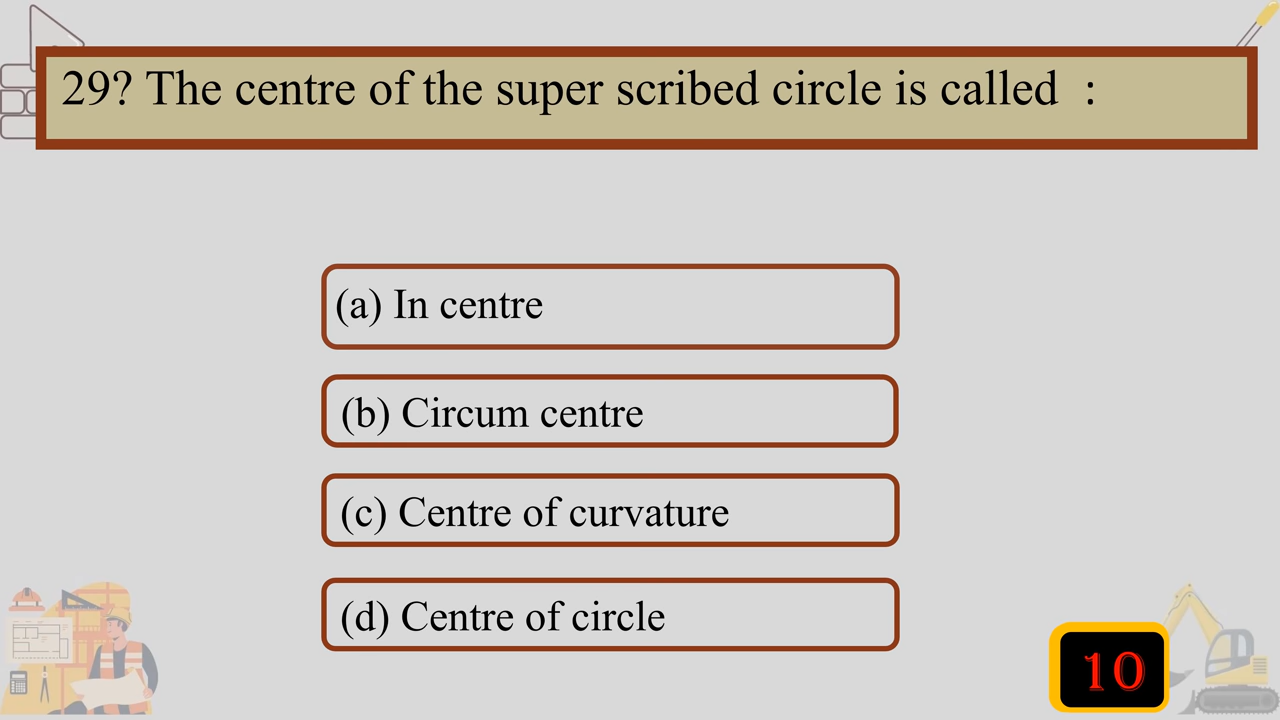 29? The centre of the super scribed circle is called :
(a) In centre
(b) Circum centre
(c) Centre of curvature
(d) Centre of circle
10